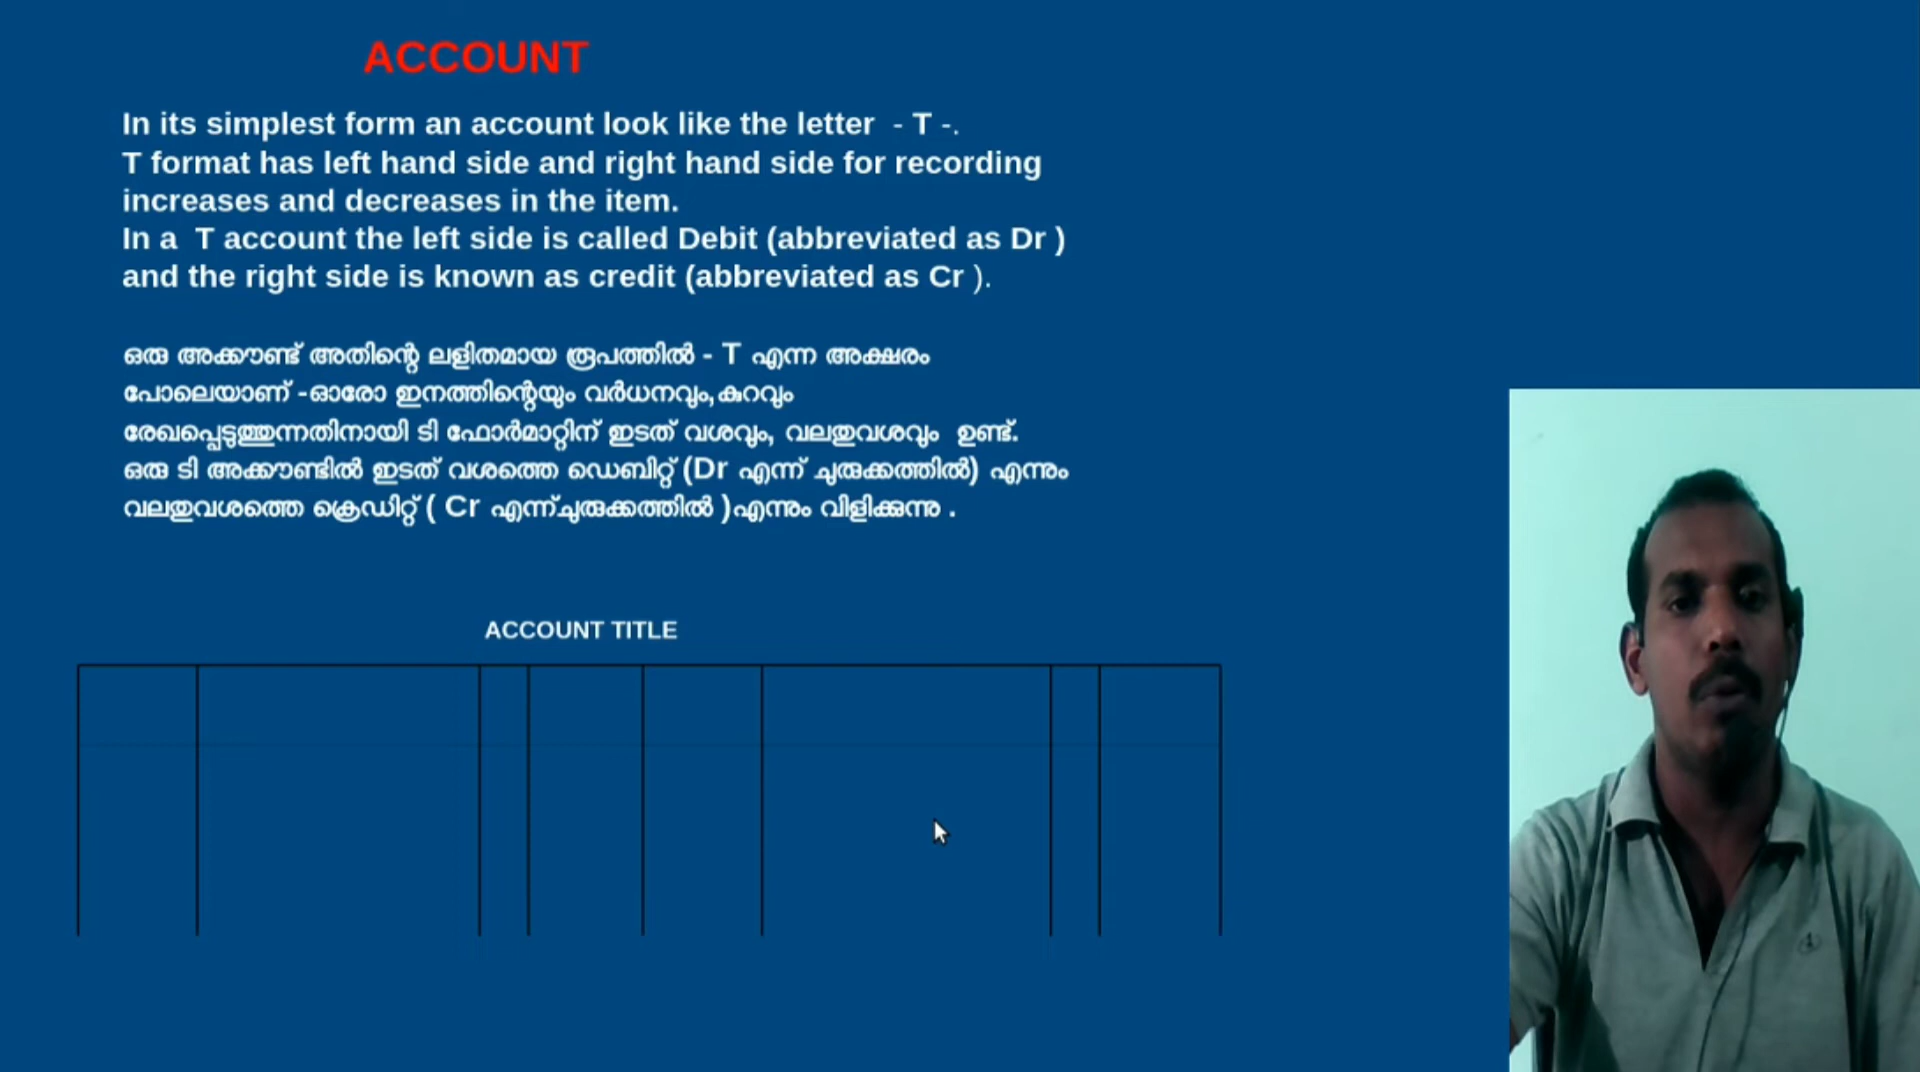 ACCOUNT
In its simplest form an account look like the letter - T -.
T format has left hand side and right hand side for recording
increases and decreases in the item.
In a T account the left side is called Debit (abbreviated as Dr )
and the right side is known as credit (abbreviated as Cr ).
ഒരു അക്കൗണ്ട് അതിന്റെ ലളിതമായ രൂപത്തിൽ - T എന്ന അക്ഷരം
പോലെയാണ് -ഓരോ ഇനത്തിന്റെയും വർധനവും,കുറവും
രേഖപ്പെടുത്തുന്നതിനായി ടി ഫോർമാറ്റിന് ഇടത് വശവും, വലതുവശവും ഉണ്ട്.
ഒരു ടി അക്കൗണ്ടിൽ ഇടത് വശത്തെ ഡെബിറ്റ് (Dr എന്ന് ചുരുക്കത്തിൽ) എന്നും
വലതുവശത്തെ ക്രെഡിറ്റ് ( Cr എന്ന്ചുരുക്കത്തിൽ )എന്നും വിളിക്കുന്നു .
ACCOUNT TITLE